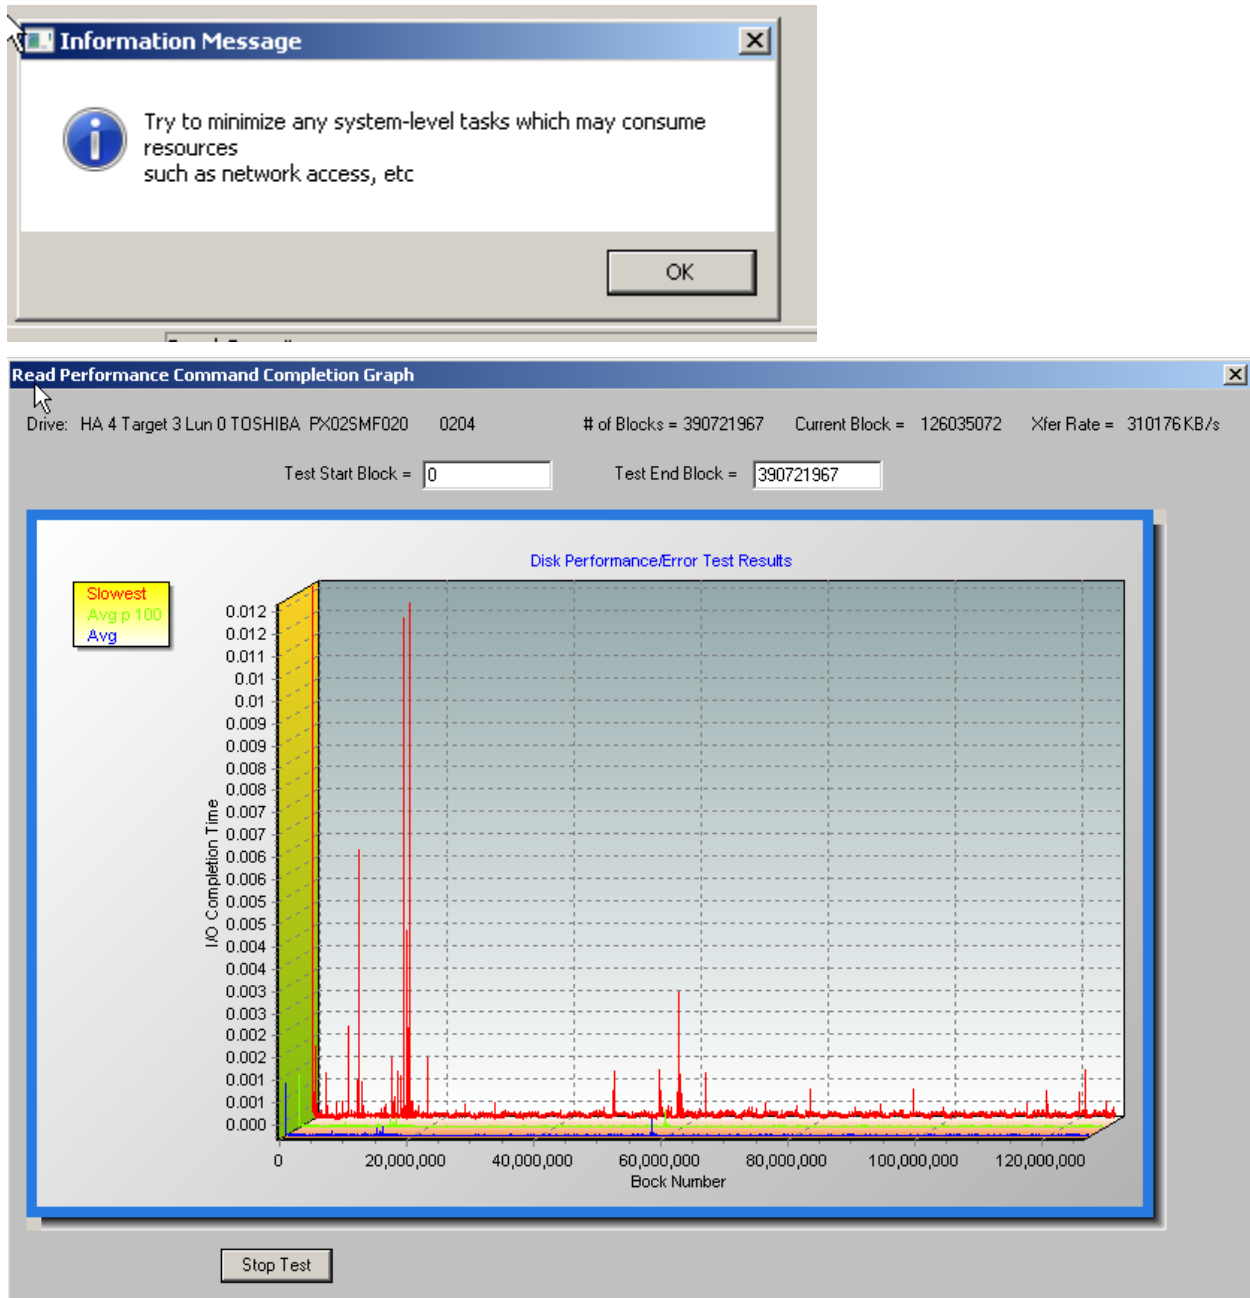 Information Message
Try to minimize any system-level tasks which may consume
resources
such as network access, etc
OK
Read Performance Command Completion Graph
Drive: HA 4 Target 3 Lun 0 TOSHIBA PX02SMF020 0204 # of Blocks = 390721967 Current Block = 126035072 Xfer Rate = 310176 KB/s
Test Start Block = 0 Test End Block = 390721967
Disk Performance/Error Test Results
Slowest
Avg p 100
Avg
0.012
0.012
0.011
0.01
0.01
0.009
0.009
0.008
0.008
0.007
0.007
0.006
0.006
0.005
0.005
0.004
0.004
0.003
0.003
0.002
0.002
0.001
0.001
0.000
I/O Completion Time
0 20,000,000 40,000,000 60,000,000 80,000,000 100,000,000 120,000,000
Bock Number
Stop Test